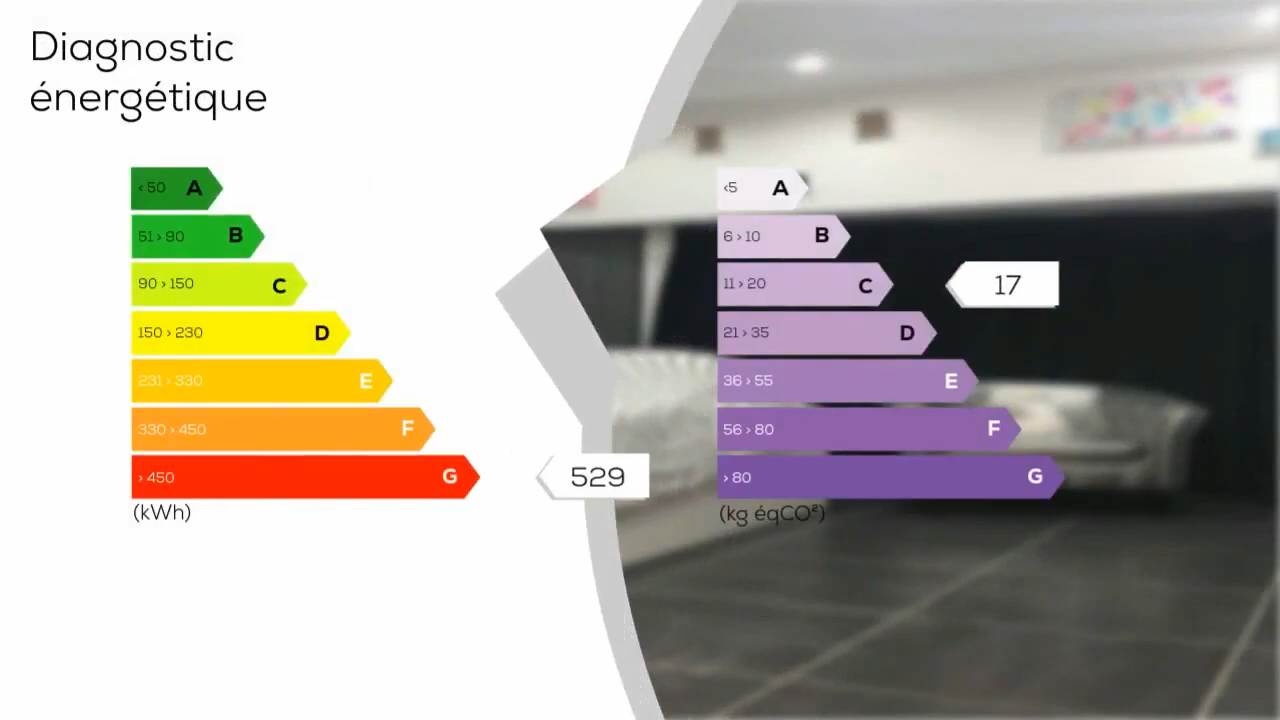 Diagnostic
énergétique
< 50 A
51 > 90 B
90 > 150 C
150 > 230 D
231 > 330 E
330 > 450 F
> 450 G
529
(kWh)
<5 A
6 > 10 B
11 > 20 C
17
21 > 35 D
36 > 55 E
56 > 80 F
> 80 G
(kg éqCO²)